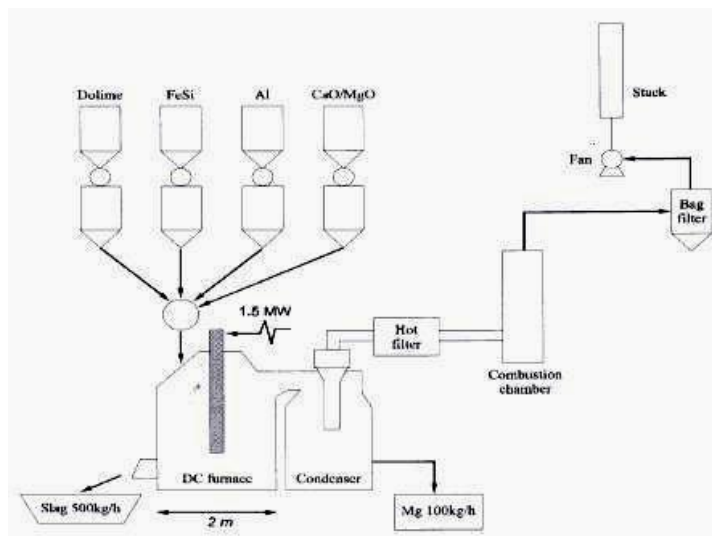 Dolime
FeSi
Al
CaO/MgO
Stack
Fan
Bag
filter
1.5 MW
Hot
filter
Combustion
chamber
DC furnace
Condenser
Slag 500kg/h
2 m
Mg 100kg/h